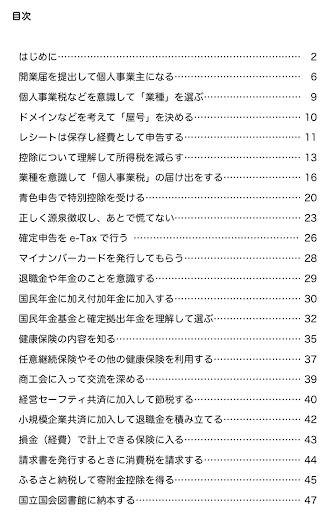 目次
はじめに…………………………………………………………………… 2
開業届を提出して個人事業主になる…………………………………… 6
個人事業税などを意識して「業種」を選ぶ…………………………… 9
ドメインなどを考えて「屋号」を決める……………………………… 10
レシートは保存し経費として申告する………………………………… 11
控除について理解して所得税を減らす………………………………… 13
業種を意識して「個人事業税」の届け出をする……………………… 16
青色申告で特別控除を受ける…………………………………………… 20
正しく源泉徴収し、あとで慌てない…………………………………… 23
確定申告を e-Tax で行う ……………………………………………… 26
マイナンバーカードを発行してもらう………………………………… 28
退職金や年金のことを意識する………………………………………… 29
国民年金に加え付加年金に加入する…………………………………… 30
国民年金基金と確定拠出年金を理解して選ぶ………………………… 32
健康保険の内容を知る…………………………………………………… 35
任意継続保険やその他の健康保険を利用する………………………… 37
商工会に入って交流を深める…………………………………………… 39
経営セーフティ共済に加入して節税する……………………………… 40
小規模企業共済に加入して退職金を積み立てる……………………… 42
損金（経費）で計上できる保険に入る………………………………… 43
請求書を発行するときに消費税を請求する…………………………… 44
ふるさと納税して寄附金控除を得る…………………………………… 45
国立国会図書館に納本する……………………………………………… 47